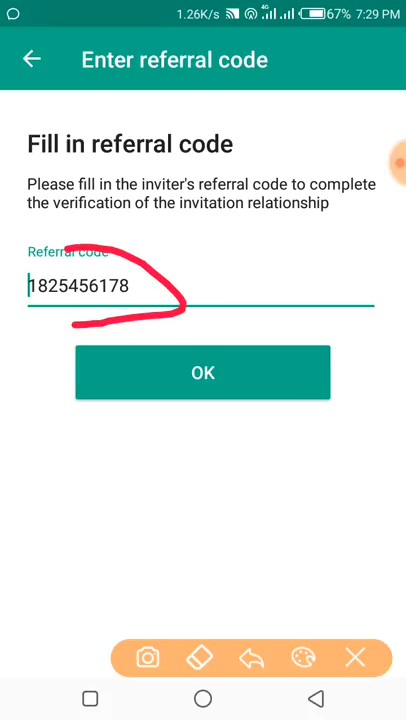 1.26K/s 4G 67% 7:29 PM
Enter referral code
Fill in referral code
Please fill in the inviter's referral code to complete
the verification of the invitation relationship
Referral code
1825456178
OK